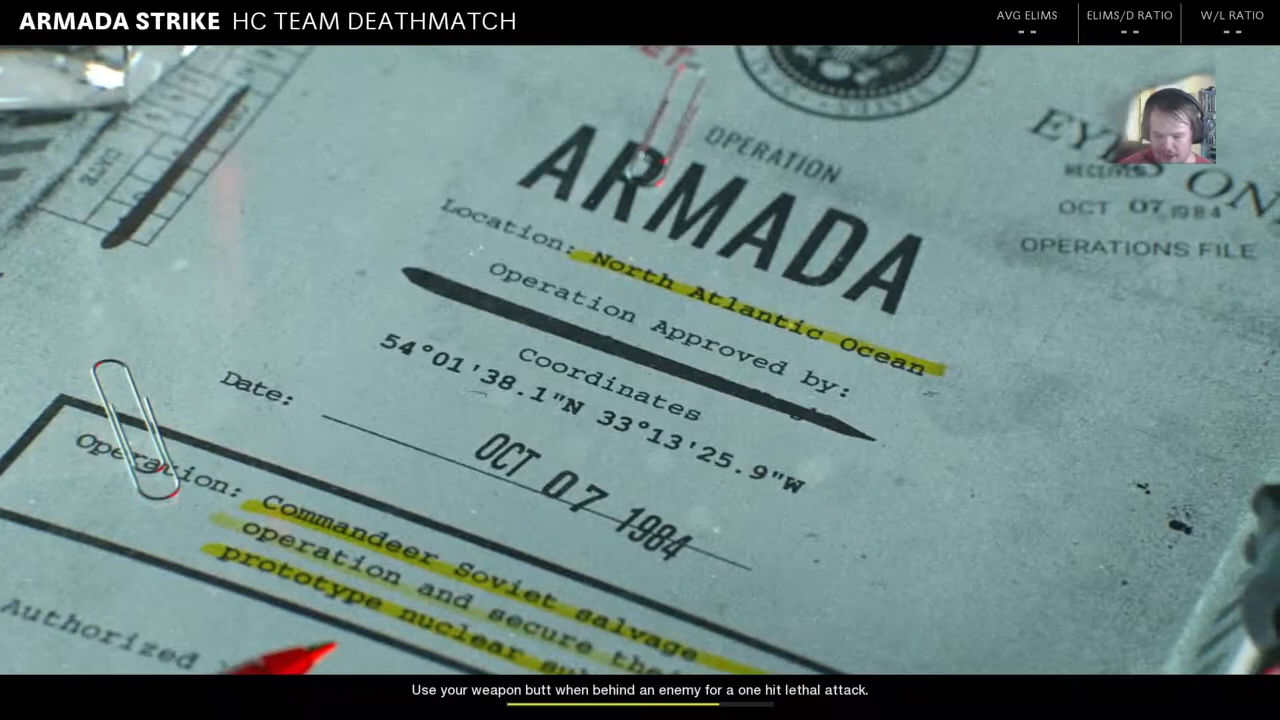 ARMADA STRIKE HC TEAM DEATHMATCH
AVG ELIMS
--
ELIMS/D RATIO
--
W/L RATIO
--
OPERATION
ARMADA
Location: North Atlantic Ocean
Operation Approved by:
Coordinates
54°01'38.1"N 33°13'25.9"W
Date:
OCT 07 1984
Operation: Commandeer Soviet salvage
operation and secure
prototype nuclear
Authorized
RECEIVED
OCT 07 1984
OPERATIONS FILE
Use your weapon butt when behind an enemy for a one hit lethal attack.